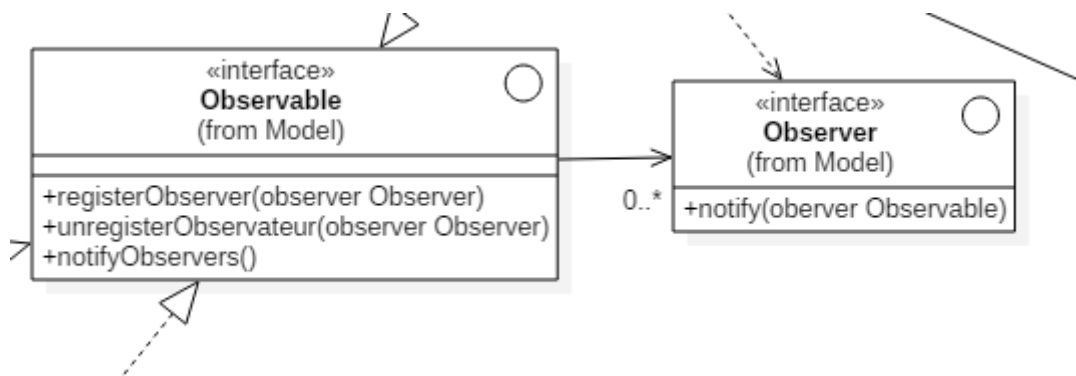 «interface»
Observable
(from Model)
+registerObserver(observer Observer)
+unregisterObservateur(observer Observer)
+notifyObservers()
0..*
«interface»
Observer
(from Model)
+notify(oberver Observable)